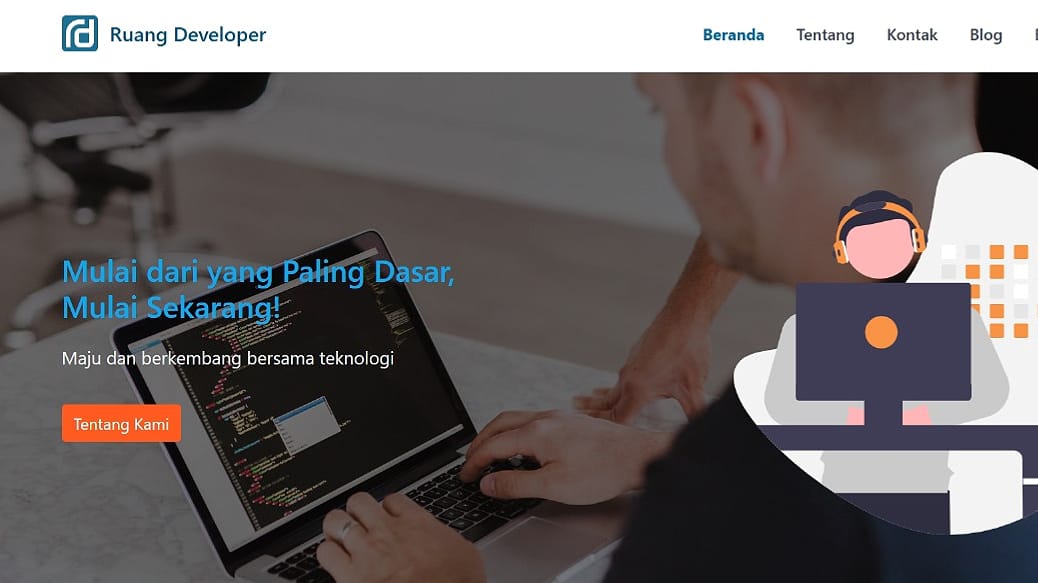 Ruang Developer
Beranda Tentang Kontak Blog
Mulai dari yang Paling Dasar,
Mulai Sekarang!
Maju dan berkembang bersama teknologi
Tentang Kami